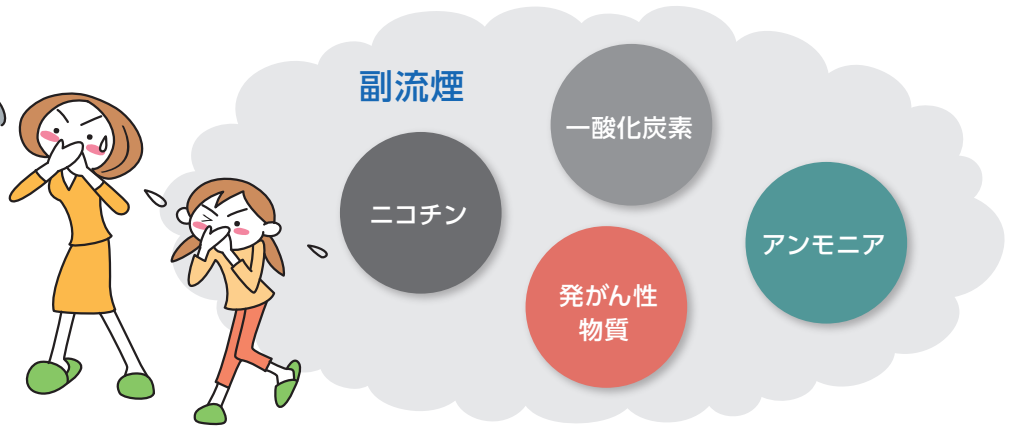 副流煙
一酸化炭素
ニコチン
アンモニア
発がん性
物質